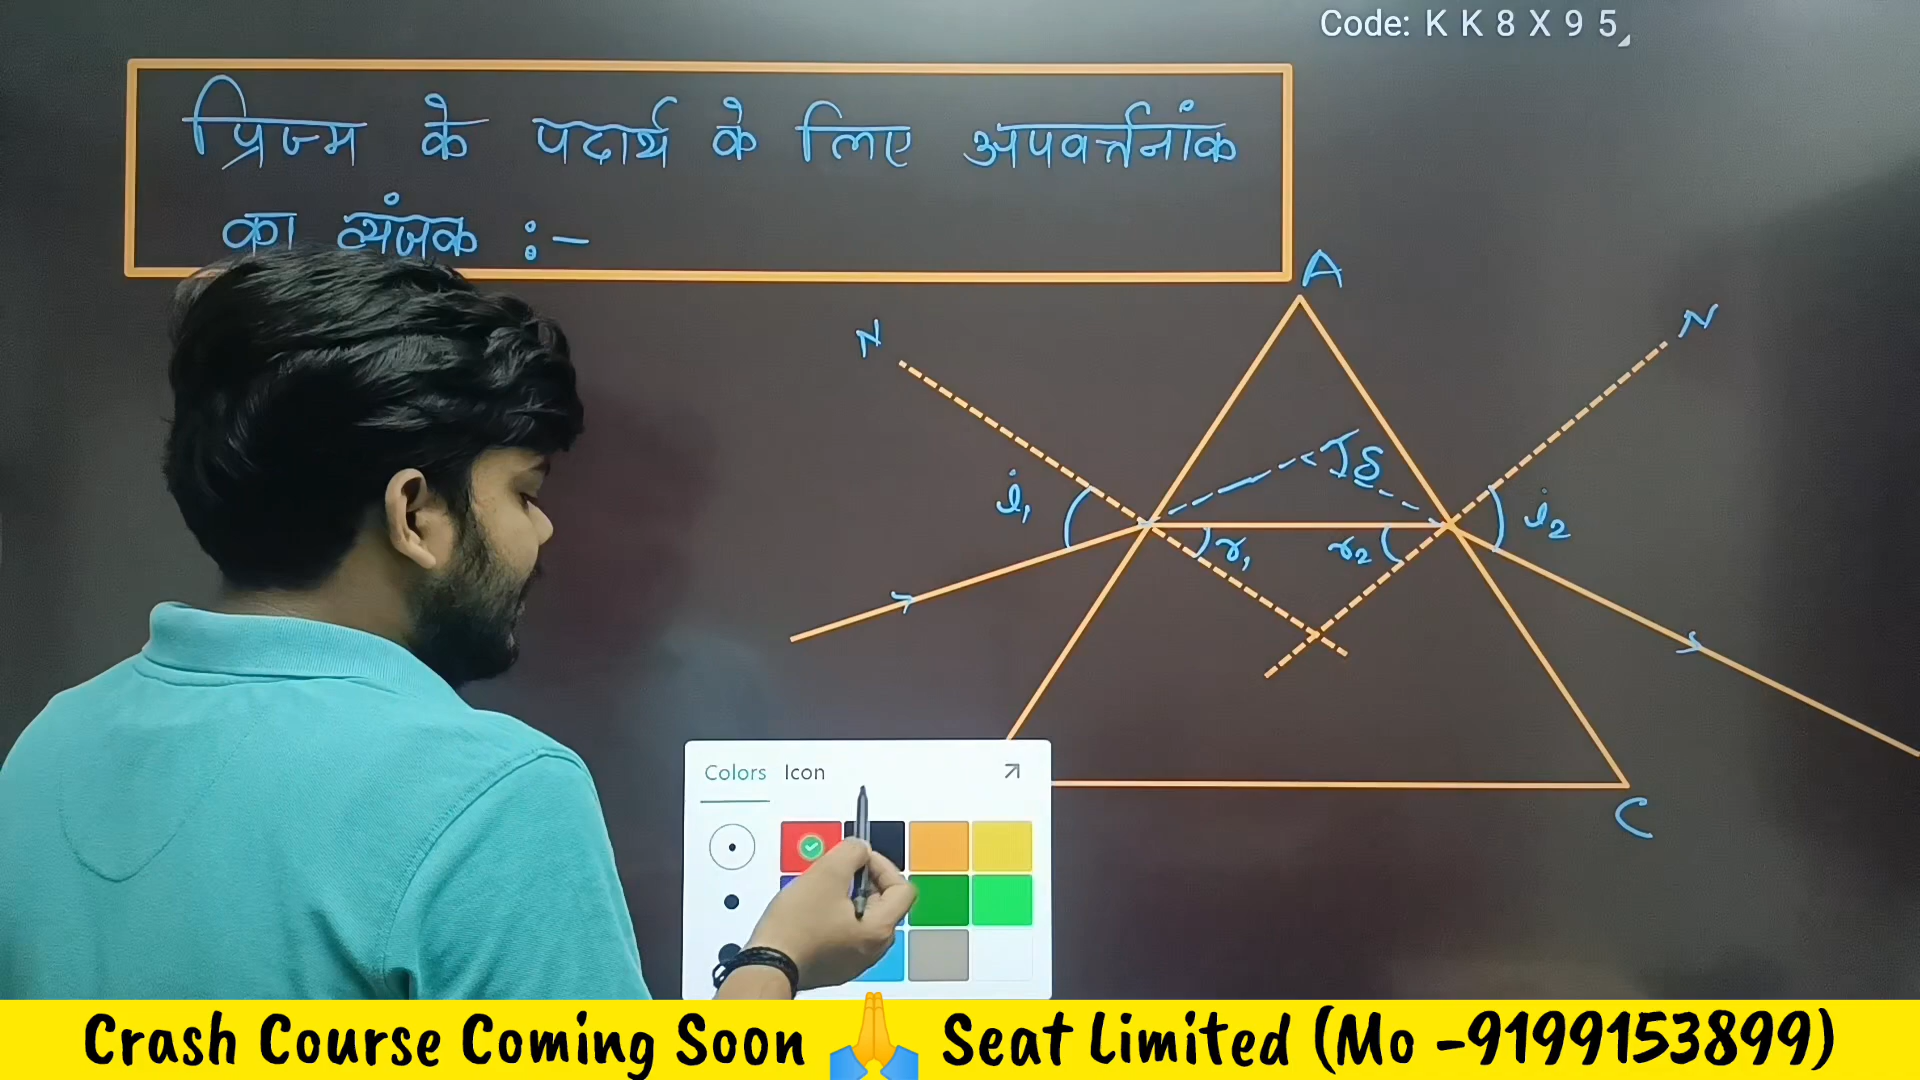 Code: K K 8 X 9 5
प्रिज्म के पदार्थ के लिए अपवर्त्तनांक
का व्यंजक :-
A
N
N
δ
i₁
i₂
r₁
r₂
Colors Icon
C
Crash Course Coming Soon 🙏 Seat Limited (Mo -9199153899)